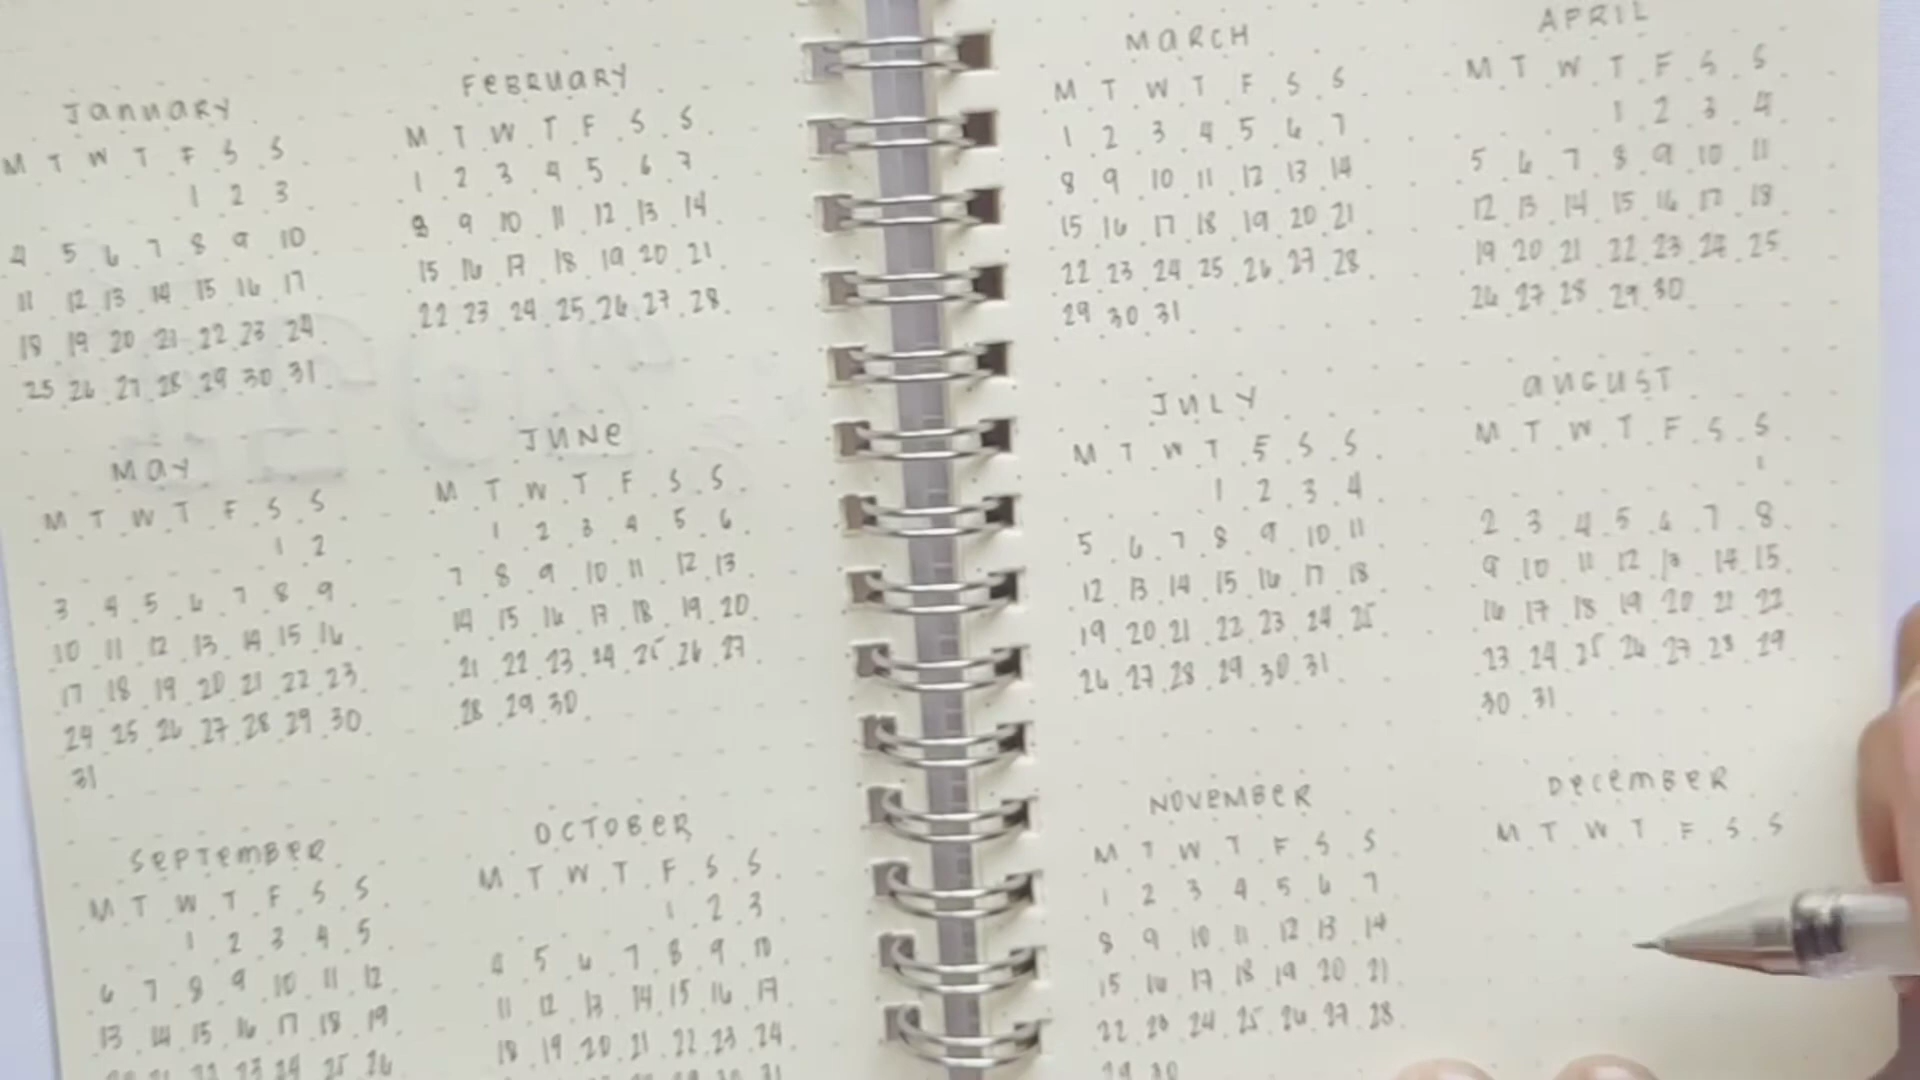 January
M T W T F S S
1 2 3
4 5 6 7 8 9 10
11 12 13 14 15 16 17
18 19 20 21 22 23 24
25 26 27 28 29 30 31
February
M T W T F S S
1 2 3 4 5 6 7
8 9 10 11 12 13 14
15 16 17 18 19 20 21
22 23 24 25 26 27 28
MARCH
M T W T F S S
1 2 3 4 5 6 7
8 9 10 11 12 13 14
15 16 17 18 19 20 21
22 23 24 25 26 27 28
29 30 31
APRIL
M T W T F S S
1 2 3 4
5 6 7 8 9 10 11
12 13 14 15 16 17 18
19 20 21 22 23 24 25
26 27 28 29 30
May
M T W T F S S
1 2
3 4 5 6 7 8 9
10 11 12 13 14 15 16
17 18 19 20 21 22 23
24 25 26 27 28 29 30
31
JUNe
M T W T F S S
1 2 3 4 5 6
7 8 9 10 11 12 13
14 15 16 17 18 19 20
21 22 23 24 25 26 27
28 29 30
JULY
M T W T 5 S S
1 2 3 4
5 6 7 8 9 10 11
12 13 14 15 16 17 18
19 20 21 22 23 24 25
26 27 28 29 30 31
AUGUST
M T W T F S S
1
2 3 4 5 6 7 8
9 10 11 12 13 14 15
16 17 18 19 20 21 22
23 24 25 26 27 28 29
30 31
SePTemBeR
M T W T F S S
1 2 3 4 5
6 7 8 9 10 11 12
13 14 15 16 17 18 19
20 21 22 23 24 25 26
OCTOBeR
M T W T F S S
1 2 3
4 5 6 7 8 9 10
11 12 13 14 15 16 17
18 19 20 21 22 23 24
29 30 31
NOVeMBeR
M T W T F S S
1 2 3 4 5 6 7
8 9 10 11 12 13 14
15 16 17 18 19 20 21
22 23 24 25 26 27 28
29 30
DeCemBeR
M T W T F S S